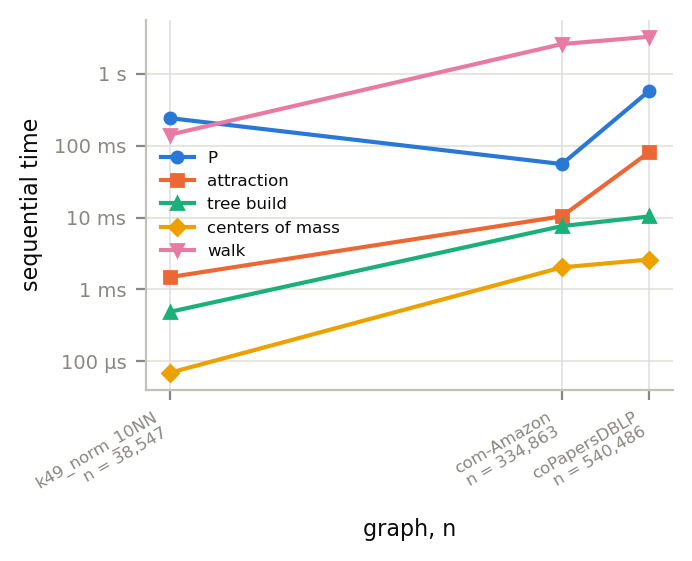 sequential time
1 s
100 ms
10 ms
1 ms
100 µs
P
attraction
tree build
centers of mass
walk
k49_norm_10NN
n = 38,547
com-Amazon
n = 334,863
coPapersDBLP
n = 540,486
graph, n